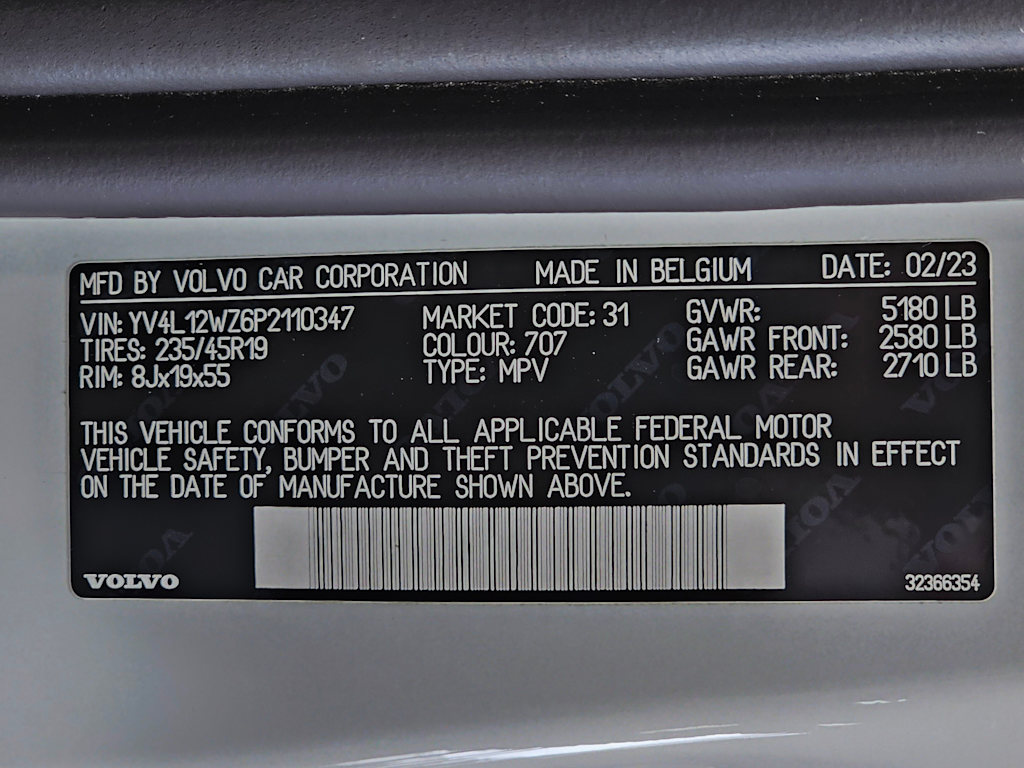 MFD BY VOLVO CAR CORPORATION MADE IN BELGIUM DATE: 02/23
VIN: YV4L12WZ6P2110347 MARKET CODE: 31 GVWR: 5180 LB
TIRES: 235/45R19 COLOUR: 707 GAWR FRONT: 2580 LB
RIM: 8Jx19x55 TYPE: MPV GAWR REAR: 2710 LB
THIS VEHICLE CONFORMS TO ALL APPLICABLE FEDERAL MOTOR
VEHICLE SAFETY, BUMPER AND THEFT PREVENTION STANDARDS IN EFFECT
ON THE DATE OF MANUFACTURE SHOWN ABOVE.
VOLVO 32366354